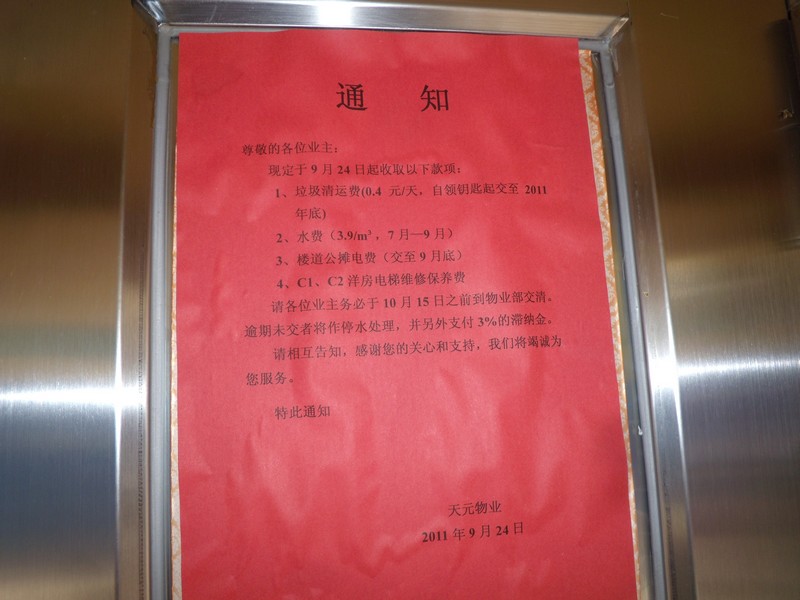 通 知
尊敬的各位业主：
现定于9月24日起收取以下款项：
1、垃圾清运费(0.4 元/天，自领钥匙起交至 2011
年底)
2、水费（3.9/m³，7月—9月）
3、楼道公摊电费（交至9月底）
4、C1、C2洋房电梯维修保养费
请各位业主务必于10月15日之前到物业部交清。
逾期未交者将作停水处理，并另外支付3%的滞纳金。
请相互告知，感谢您的关心和支持，我们将竭诚为
您服务。
特此通知
天元物业
2011年9月24日